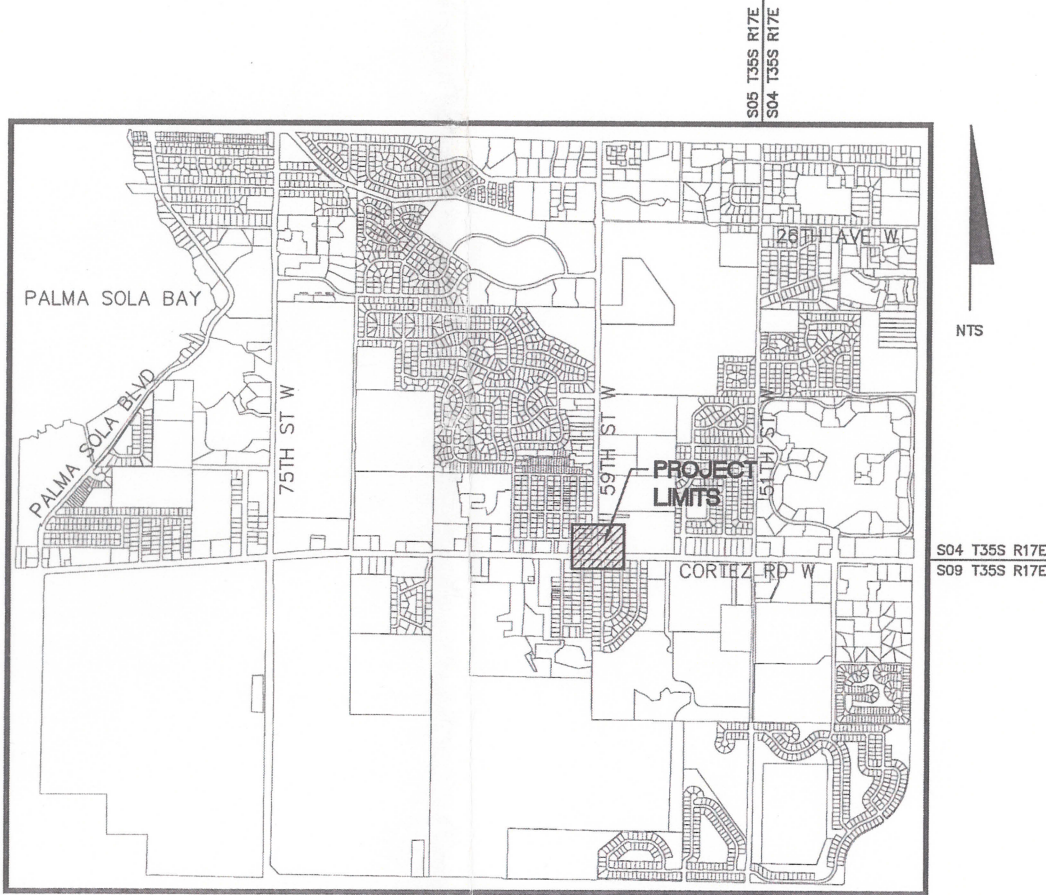 S05 T35S R17E
S04 T35S R17E
26TH AVE W
PALMA SOLA BAY
NTS
PALMA SOLA BLVD
75TH ST W
59TH ST W
51TH ST W
PROJECT
LIMITS
S04 T35S R17E
S09 T35S R17E
CORTEZ RD W